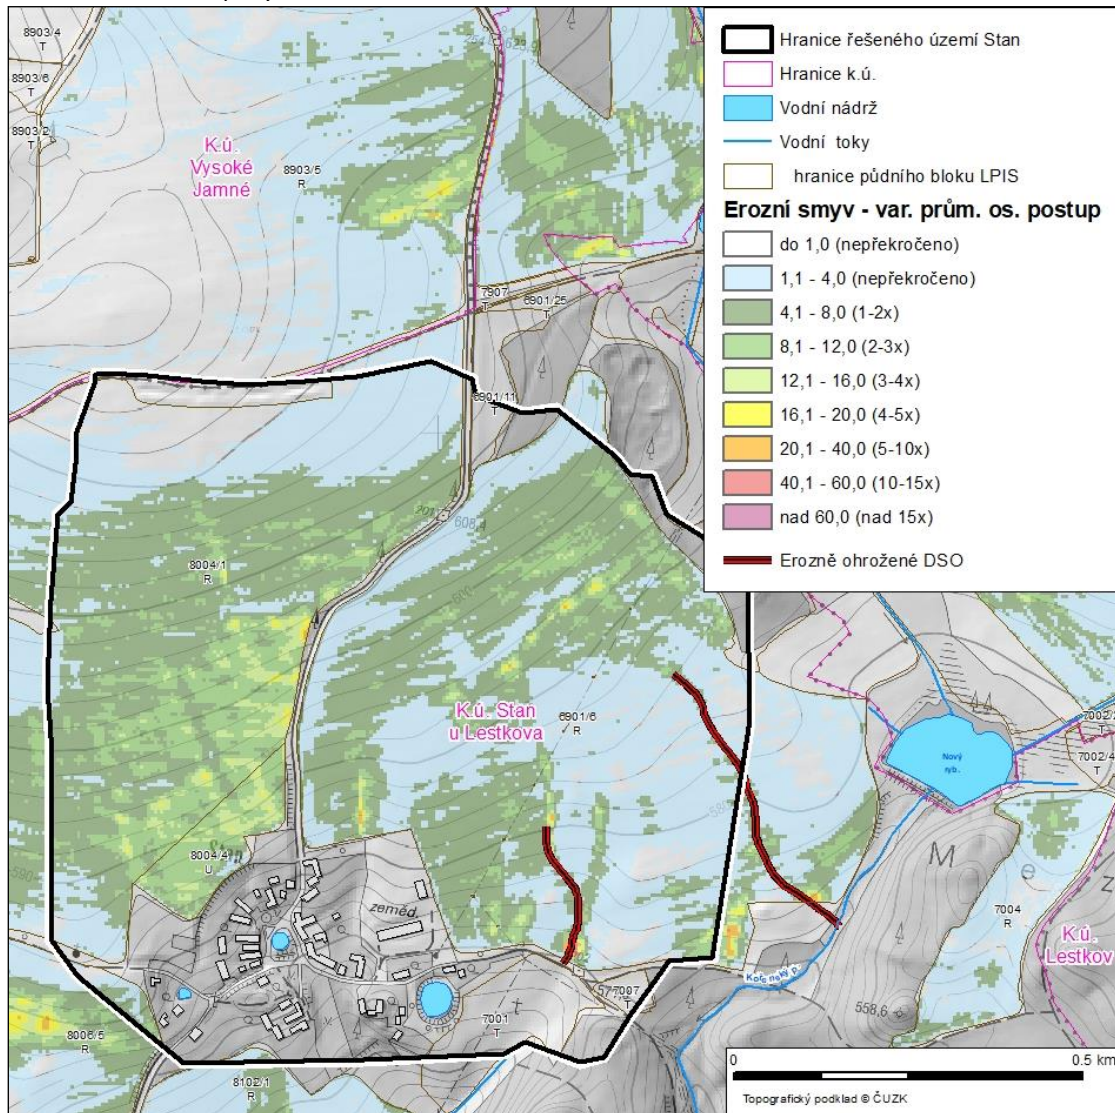 8903/4
T
8903/6
T
8903/2
T
K.ú.
Vysoké
Jamné
8903/5
R
7907
T
6901/25
T
6901/11
T
608,4
600
8004/1
R
K.ú. Stan
u Lestkova
6901/6
R
8004/4
U
590
zeměd.
7001
T
7007
T
8006/5
R
8102/1
R
Nový
ryb.
7002/4
T
M
e
z
7004
R
K.ú.
Lestkov
558,6
Hranice řešeného území Stan
Hranice k.ú.
Vodní nádrž
Vodní toky
hranice půdního bloku LPIS
Erozní smyv - var. prům. os. postup
do 1,0 (nepřekročeno)
1,1 - 4,0 (nepřekročeno)
4,1 - 8,0 (1-2x)
8,1 - 12,0 (2-3x)
12,1 - 16,0 (3-4x)
16,1 - 20,0 (4-5x)
20,1 - 40,0 (5-10x)
40,1 - 60,0 (10-15x)
nad 60,0 (nad 15x)
Erozně ohrožené DSO
0
0.5 km
Topografický podklad © ČUZK